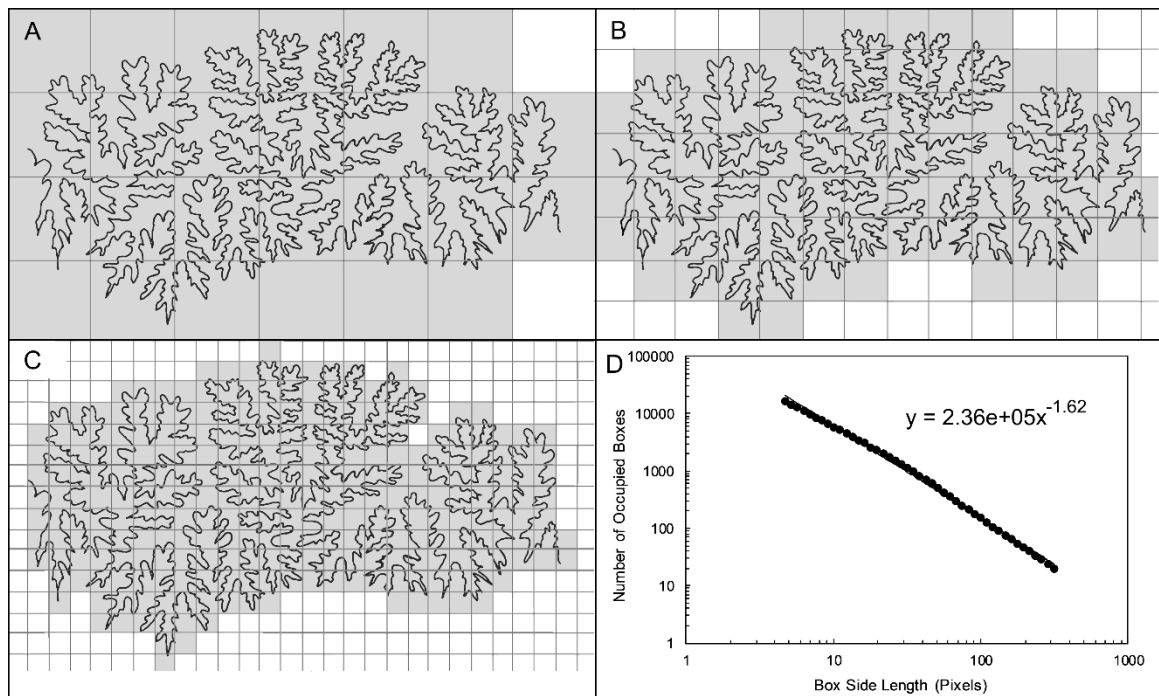 A
B
C
D
100000
10000
1000
100
10
1
y = 2.36e+05x^-1.62
Number of Occupied Boxes
1
10
100
1000
Box Side Length (Pixels)